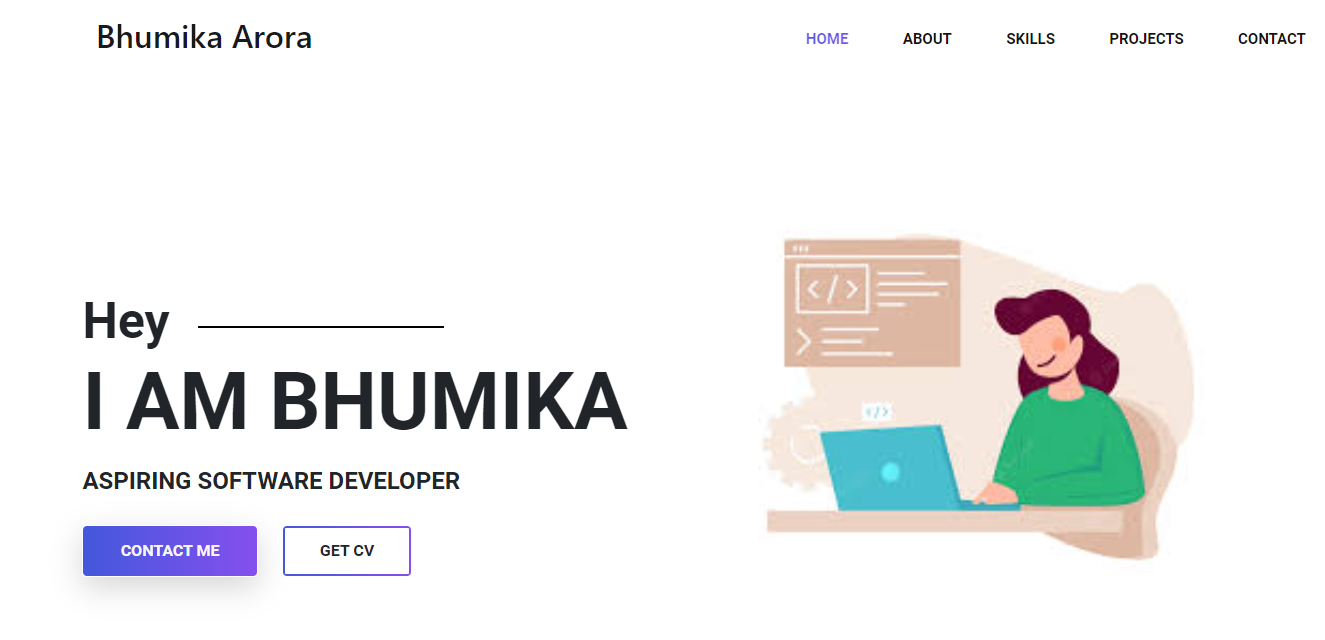 Bhumika Arora
HOME ABOUT SKILLS PROJECTS CONTACT
Hey
I AM BHUMIKA
ASPIRING SOFTWARE DEVELOPER
CONTACT ME GET CV
</>
</>